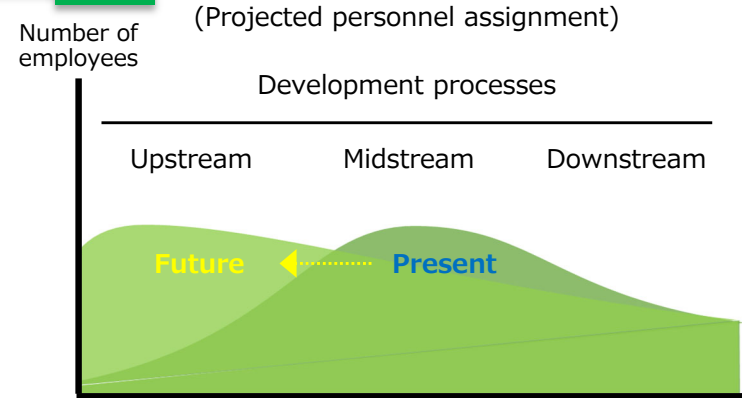 (Projected personnel assignment)
Number of
employees
Development processes
Upstream Midstream Downstream
Future Present